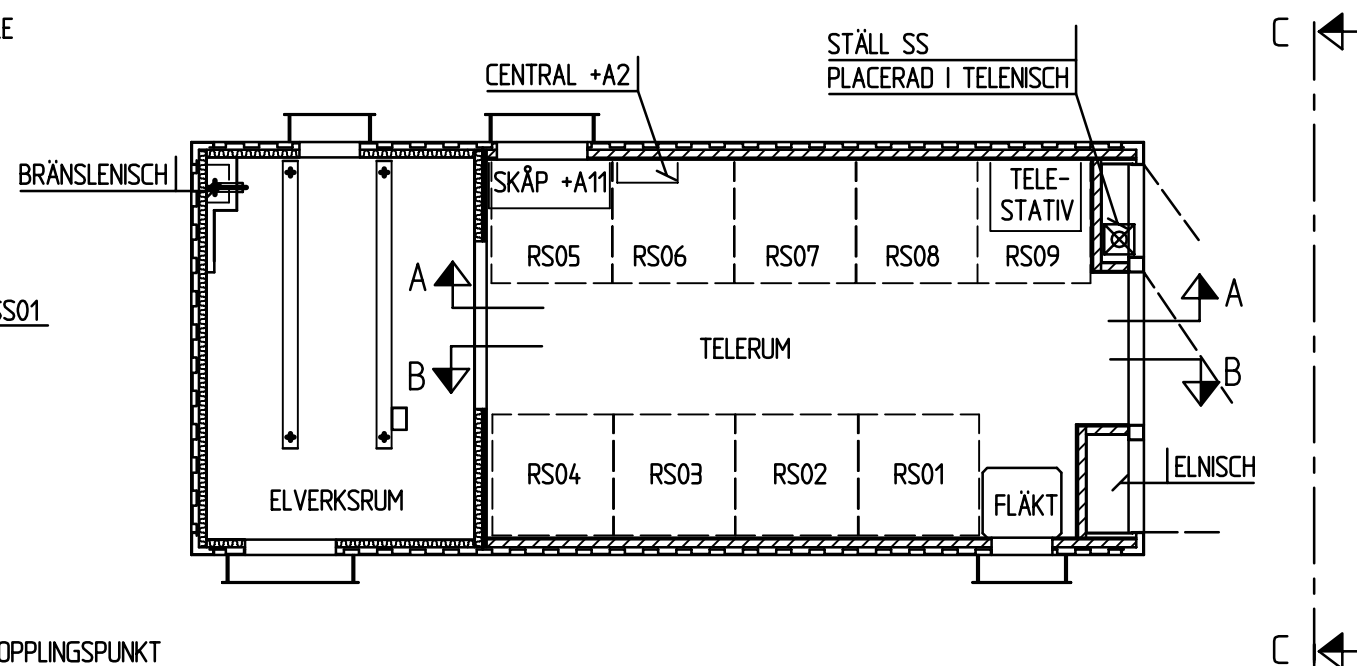 C
STÄLL SS
PLACERAD I TELENISCH
CENTRAL +A2
BRÄNSLENISCH
SKÅP +A11
TELE-
STATIV
RS05
RS06
RS07
RS08
RS09
A
A
SS01
TELERUM
B
B
RS04
RS03
RS02
RS01
ELNISCH
ELVERKSRUM
FLÄKT
OPPLINGSPUNKT
C